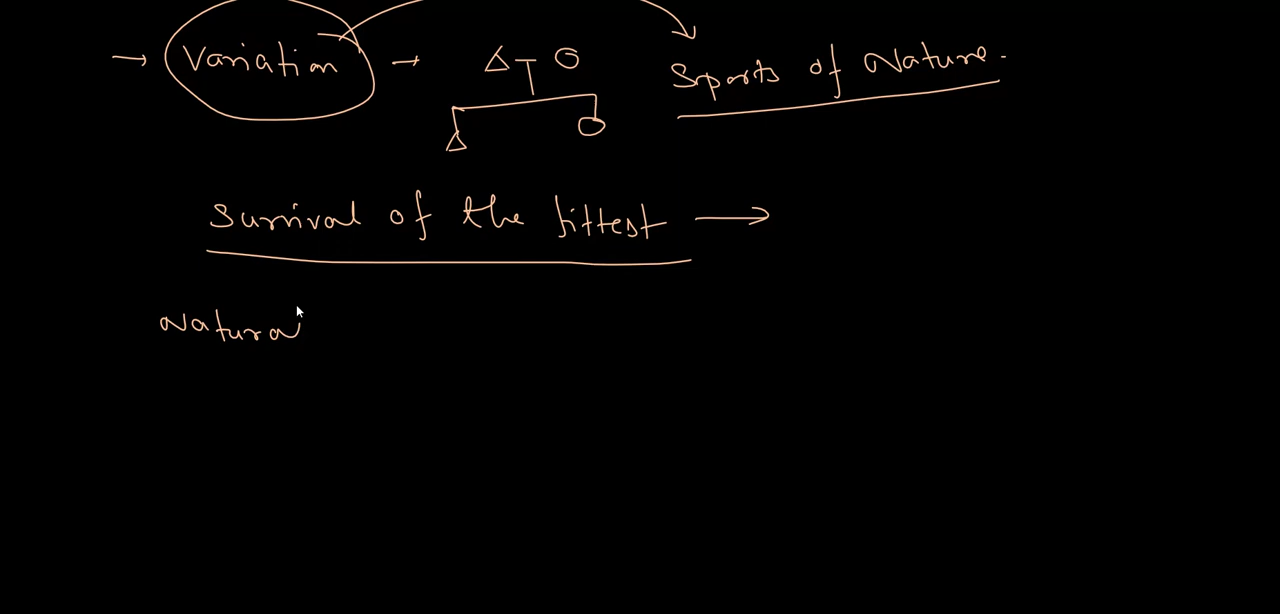 → Variation → Sports of Nature.
Survival of the fittest →
Natura